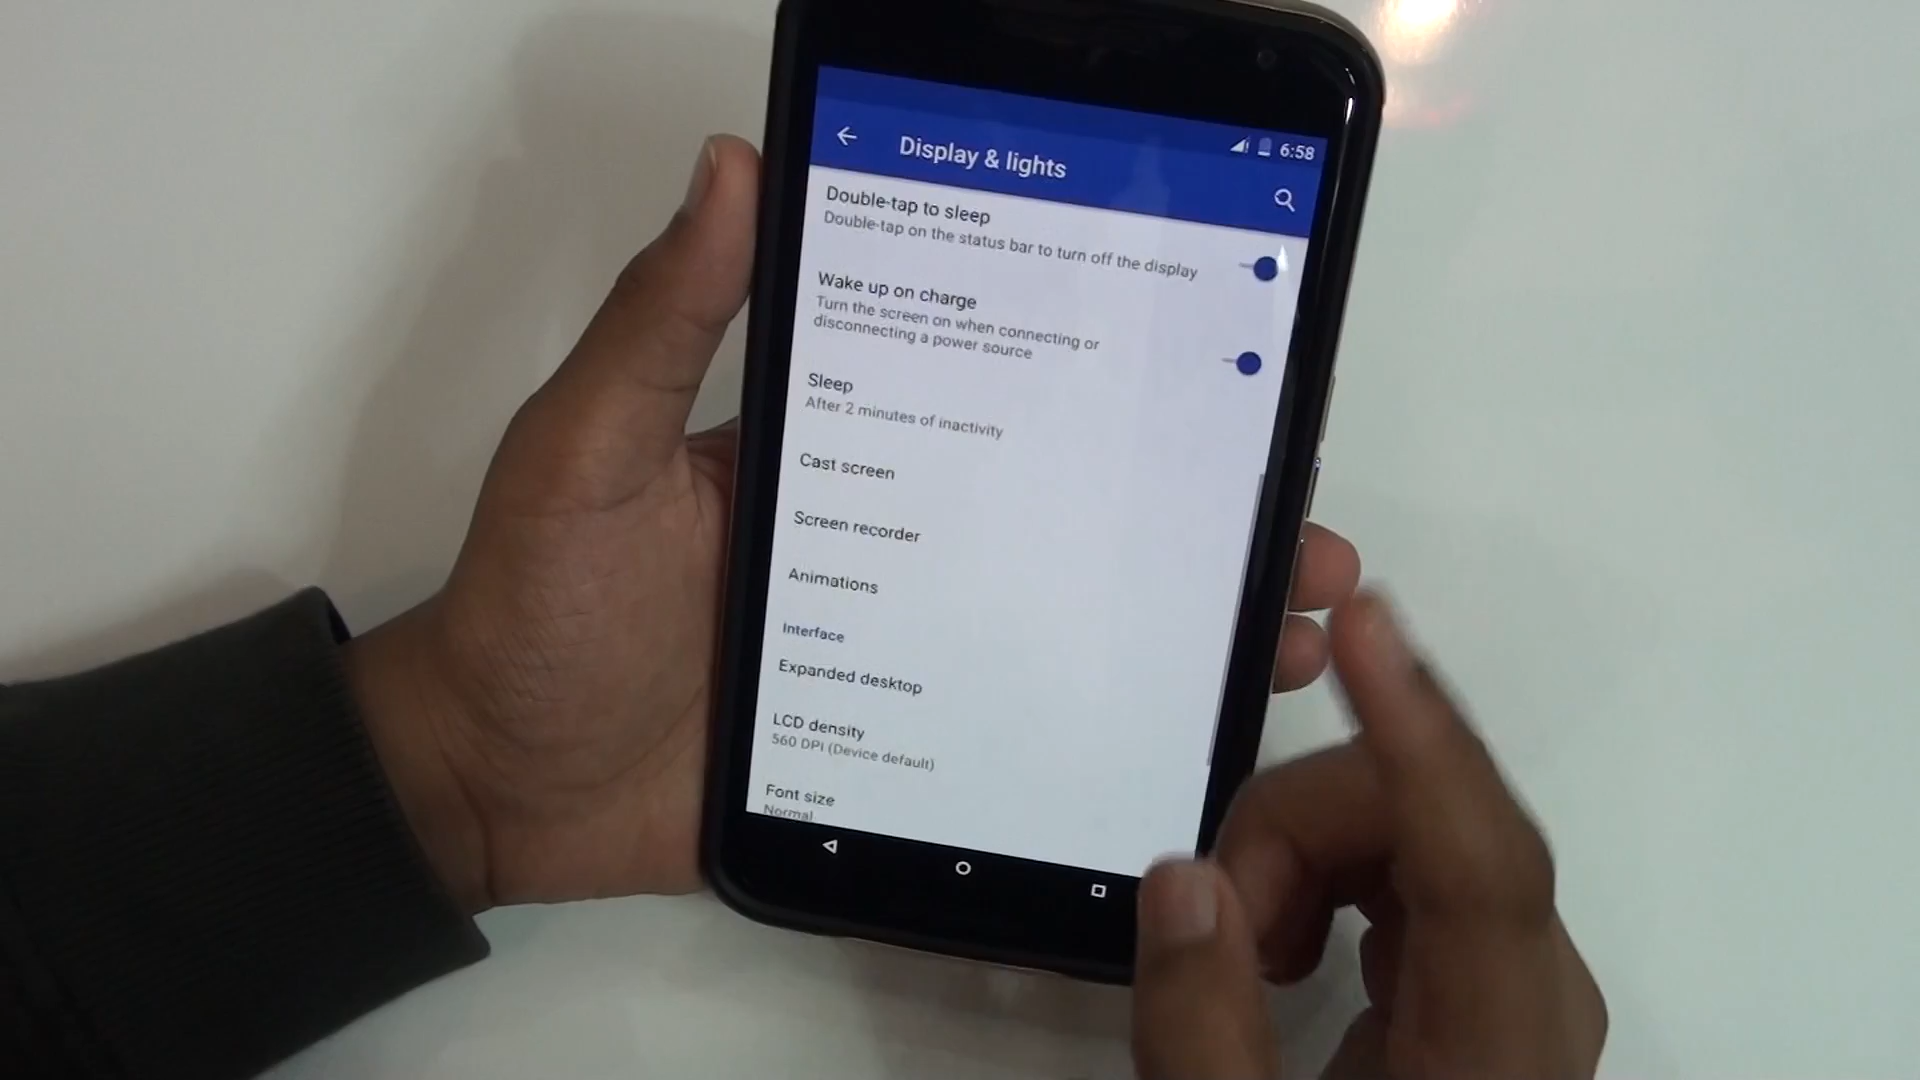 6:58
Display & lights
Double-tap to sleep
Double-tap on the status bar to turn off the display
Wake up on charge
Turn the screen on when connecting or
disconnecting a power source
Sleep
After 2 minutes of inactivity
Cast screen
Screen recorder
Animations
Interface
Expanded desktop
LCD density
560 DPI (Device default)
Font size
Normal